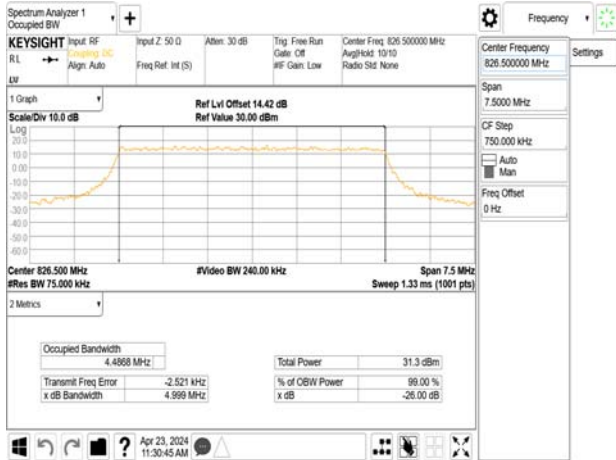 Spectrum Analyzer 1
Occupied BW
+
Frequency
KEYSIGHT
Input: RF
Coupling: DC
Align: Auto
Input Z: 50 Ω
Freq Ref: Int (S)
Atten: 30 dB
Trig: Free Run
Gate: Off
#IF Gain: Low
Center Freq: 826.500000 MHz
Avg|Hold: 10/10
Radio Std: None
RL
LXI
Center Frequency
826.500000 MHz
Settings
Span
7.5000 MHz
CF Step
750.000 kHz
Auto
Man
Freq Offset
0 Hz
1 Graph
Scale/Div 10.0 dB
Ref Lvl Offset 14.42 dB
Ref Value 30.00 dBm
Log
20.0
10.0
0.00
-10.0
-20.0
-30.0
-40.0
-50.0
-60.0
Center 826.500 MHz
#Video BW 240.00 kHz
Span 7.5 MHz
#Res BW 75.000 kHz
Sweep 1.33 ms (1001 pts)
2 Metrics
Occupied Bandwidth
4.4868 MHz
Total Power 31.3 dBm
Transmit Freq Error -2.521 kHz
% of OBW Power 99.00 %
x dB Bandwidth 4.999 MHz
x dB -26.00 dB
?
Apr 23, 2024
11:30:45 AM